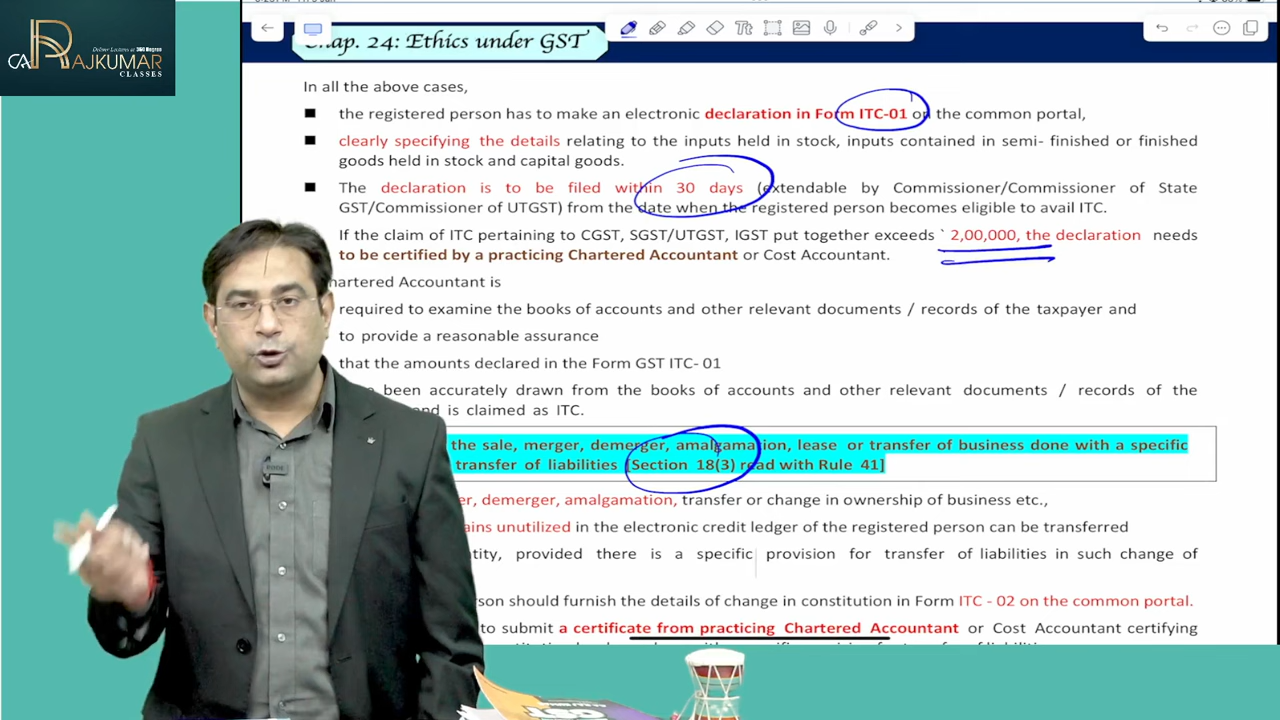 Deliver Lectures at 360 Degree
CA RAJKUMAR
CLASSES
Chap. 24: Ethics under GST
In all the above cases,
the registered person has to make an electronic declaration in Form ITC-01 on the common portal,
clearly specifying the details relating to the inputs held in stock, inputs contained in semi- finished or finished
goods held in stock and capital goods.
The declaration is to be filed within 30 days (extendable by Commissioner/Commissioner of State
GST/Commissioner of UTGST) from the date when the registered person becomes eligible to avail ITC.
If the claim of ITC pertaining to CGST, SGST/UTGST, IGST put together exceeds ` 2,00,000, the declaration needs
to be certified by a practicing Chartered Accountant or Cost Accountant.
hartered Accountant is
required to examine the books of accounts and other relevant documents / records of the taxpayer and
to provide a reasonable assurance
that the amounts declared in the Form GST ITC- 01
been accurately drawn from the books of accounts and other relevant documents / records of the
and is claimed as ITC.
the sale, merger, demerger, amalgamation, lease or transfer of business done with a specific
transfer of liabilities [Section 18(3) read with Rule 41]
er, demerger, amalgamation, transfer or change in ownership of business etc.,
ains unutilized in the electronic credit ledger of the registered person can be transferred
ntity, provided there is a specific provision for transfer of liabilities in such change of
erson should furnish the details of change in constitution in Form ITC - 02 on the common portal.
to submit a certificate from practicing Chartered Accountant or Cost Accountant certifying